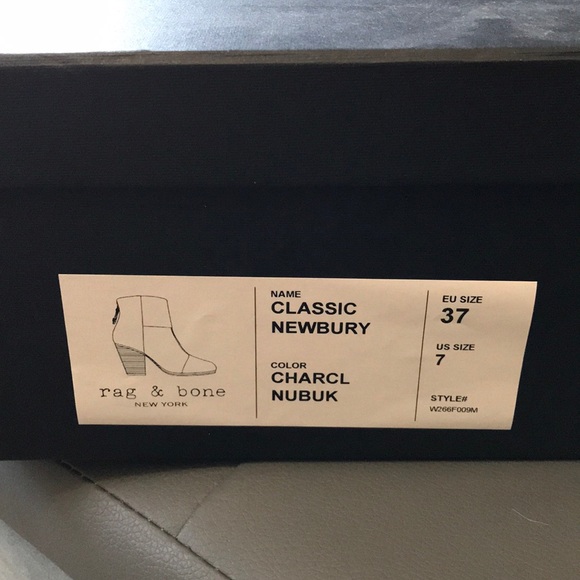 rag & bone
NEW YORK
NAME
CLASSIC
NEWBURY
COLOR
CHARCL
NUBUK
EU SIZE
37
US SIZE
7
STYLE#
W266F009M